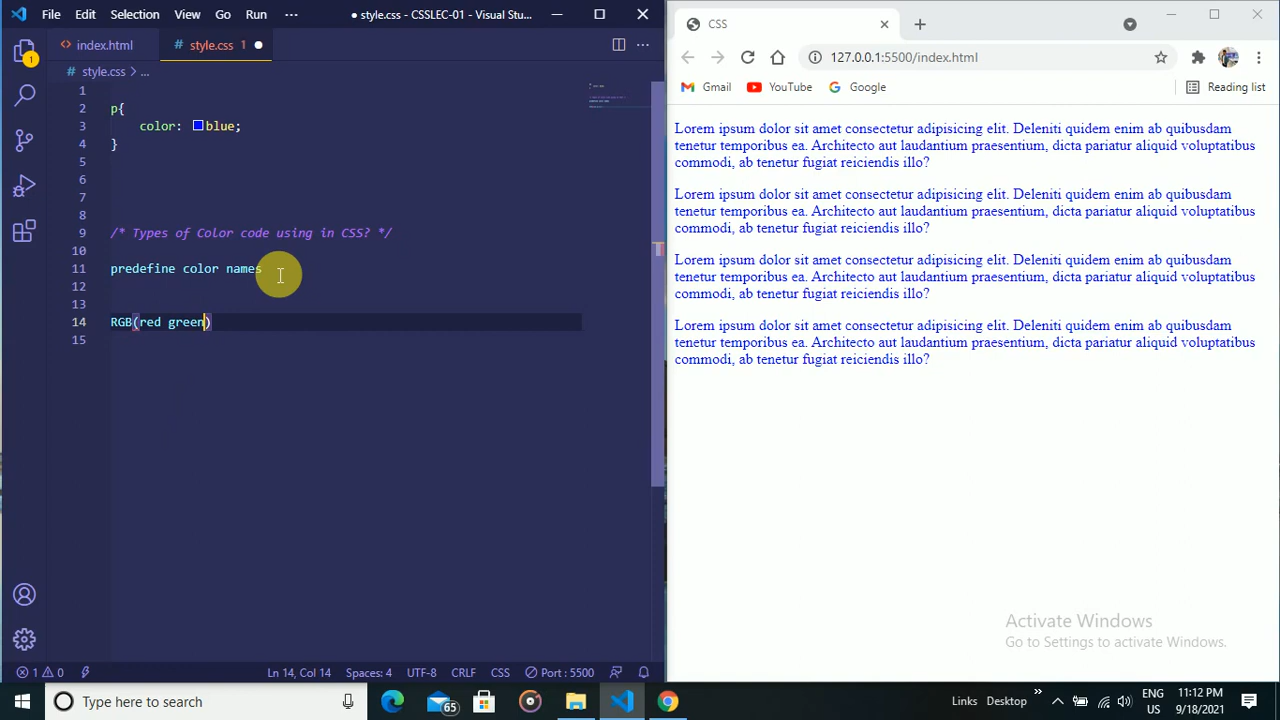 File Edit Selection View Go Run ··· ● style.css - CSSLEC-01 - Visual Stu...
index.html style.css 1
style.css > ...
1
2 p{
3 color: blue;
4 }
5
6
7
8
9 /* Types of Color code using in CSS? */
10
11 predefine color names
12
13
14 RGB(red green)
15
1 0 Ln 14, Col 14 Spaces: 4 UTF-8 CRLF CSS Port : 5500
CSS
127.0.0.1:5500/index.html
Gmail YouTube Google Reading list
Lorem ipsum dolor sit amet consectetur adipisicing elit. Deleniti quidem enim ab quibusdam
tenetur temporibus ea. Architecto aut laudantium praesentium, dicta pariatur aliquid voluptatibus
commodi, ab tenetur fugiat reiciendis illo?
Lorem ipsum dolor sit amet consectetur adipisicing elit. Deleniti quidem enim ab quibusdam
tenetur temporibus ea. Architecto aut laudantium praesentium, dicta pariatur aliquid voluptatibus
commodi, ab tenetur fugiat reiciendis illo?
Lorem ipsum dolor sit amet consectetur adipisicing elit. Deleniti quidem enim ab quibusdam
tenetur temporibus ea. Architecto aut laudantium praesentium, dicta pariatur aliquid voluptatibus
commodi, ab tenetur fugiat reiciendis illo?
Lorem ipsum dolor sit amet consectetur adipisicing elit. Deleniti quidem enim ab quibusdam
tenetur temporibus ea. Architecto aut laudantium praesentium, dicta pariatur aliquid voluptatibus
commodi, ab tenetur fugiat reiciendis illo?
Activate Windows
Go to Settings to activate Windows.
Type here to search 65 Links Desktop » ENG 11:12 PM
US 9/18/2021